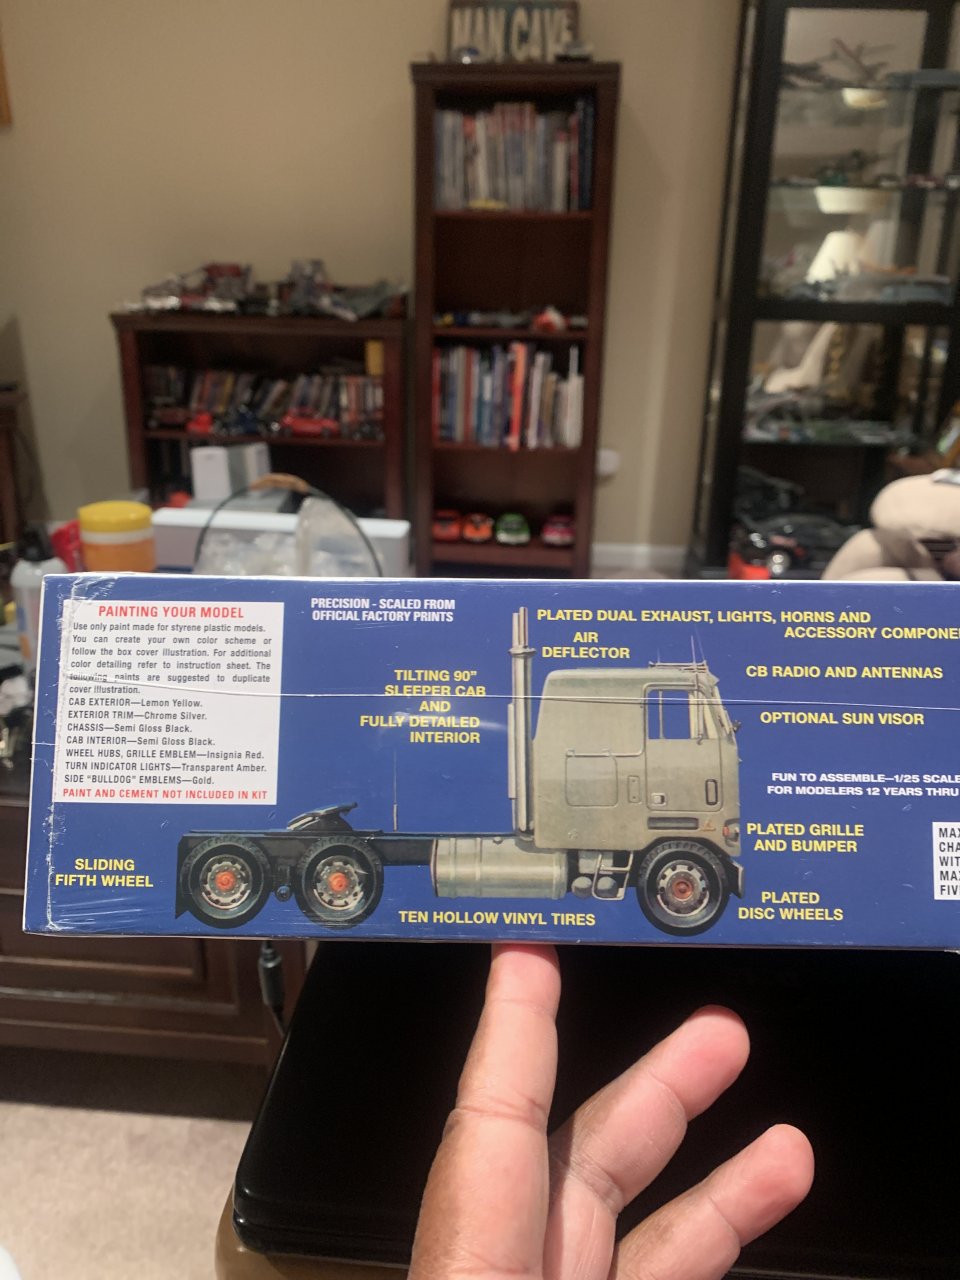 MAN CAVE
PAINTING YOUR MODEL
Use only paint made for styrene plastic models.
You can create your own color scheme or
follow the box cover illustration. For additional
color detailing refer to instruction sheet. The
following paints are suggested to duplicate
cover illustration.
CAB EXTERIOR—Lemon Yellow.
EXTERIOR TRIM—Chrome Silver.
CHASSIS—Semi Gloss Black.
CAB INTERIOR—Semi Gloss Black.
WHEEL HUBS, GRILLE EMBLEM—Insignia Red.
TURN INDICATOR LIGHTS—Transparent Amber.
SIDE "BULLDOG" EMBLEMS—Gold.
PAINT AND CEMENT NOT INCLUDED IN KIT
PRECISION - SCALED FROM
OFFICIAL FACTORY PRINTS
PLATED DUAL EXHAUST, LIGHTS, HORNS AND
ACCESSORY COMPONE
AIR
DEFLECTOR
TILTING 90"
SLEEPER CAB
AND
FULLY DETAILED
INTERIOR
CB RADIO AND ANTENNAS
OPTIONAL SUN VISOR
FUN TO ASSEMBLE—1/25 SCALE
FOR MODELERS 12 YEARS THRU
PLATED GRILLE
AND BUMPER
MAX
CHA
WIT
MAX
FIVE
SLIDING
FIFTH WHEEL
TEN HOLLOW VINYL TIRES
PLATED
DISC WHEELS